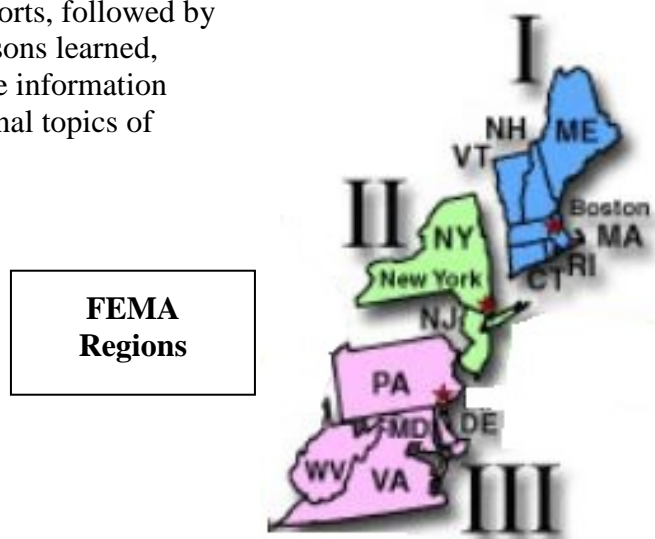 orts, followed by
sons learned,
e information
nal topics of
I
NH
ME
VT
Boston
II
MA
NY
RI
New York
CT
FEMA
Regions
NJ
PA
DE
MD
WV
VA
III